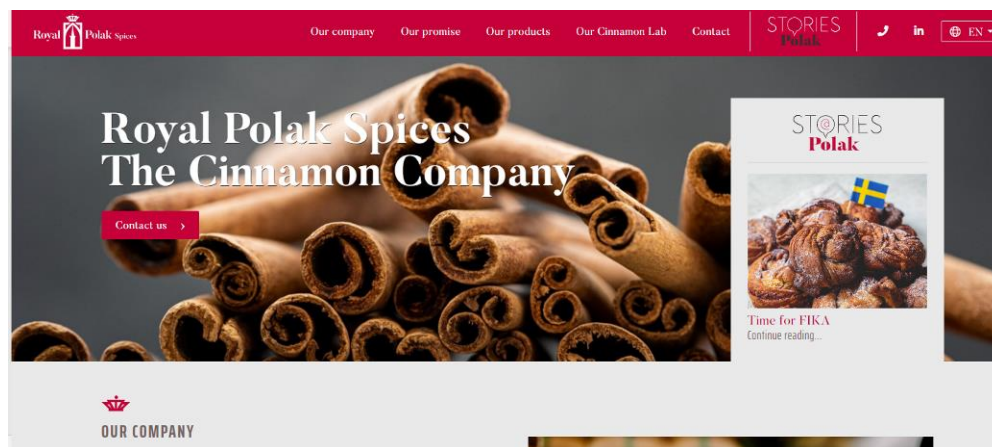 Royal Polak Spices
Our company
Our promise
Our products
Our Cinnamon Lab
Contact
STORIES
Polak
in
EN
Royal Polak Spices
The Cinnamon Company
Contact us
STORIES
Polak
Time for FIKA
Continue reading...
OUR COMPANY